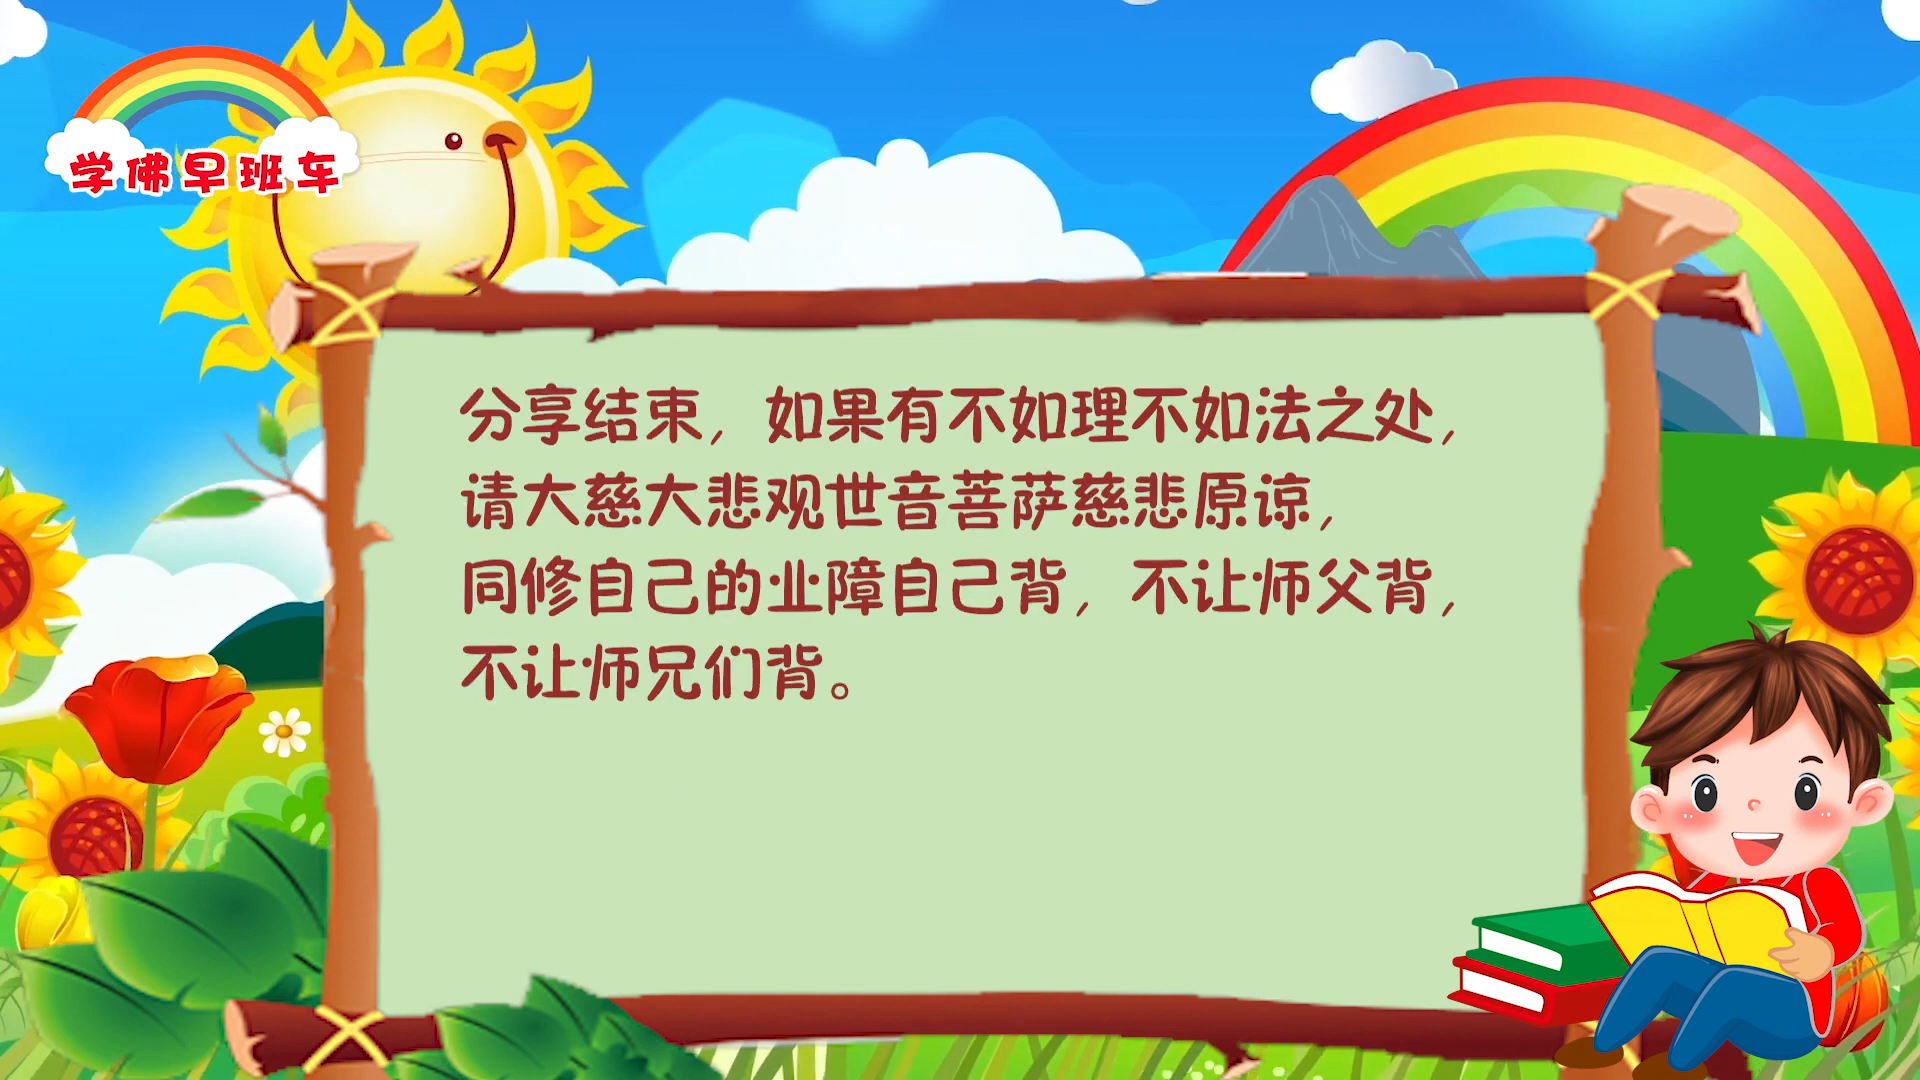 学佛早班车
分享结束，如果有不如理不如法之处，
请大慈大悲观世音菩萨慈悲原谅，
同修自己的业障自己背，不让师父背，
不让师兄们背。